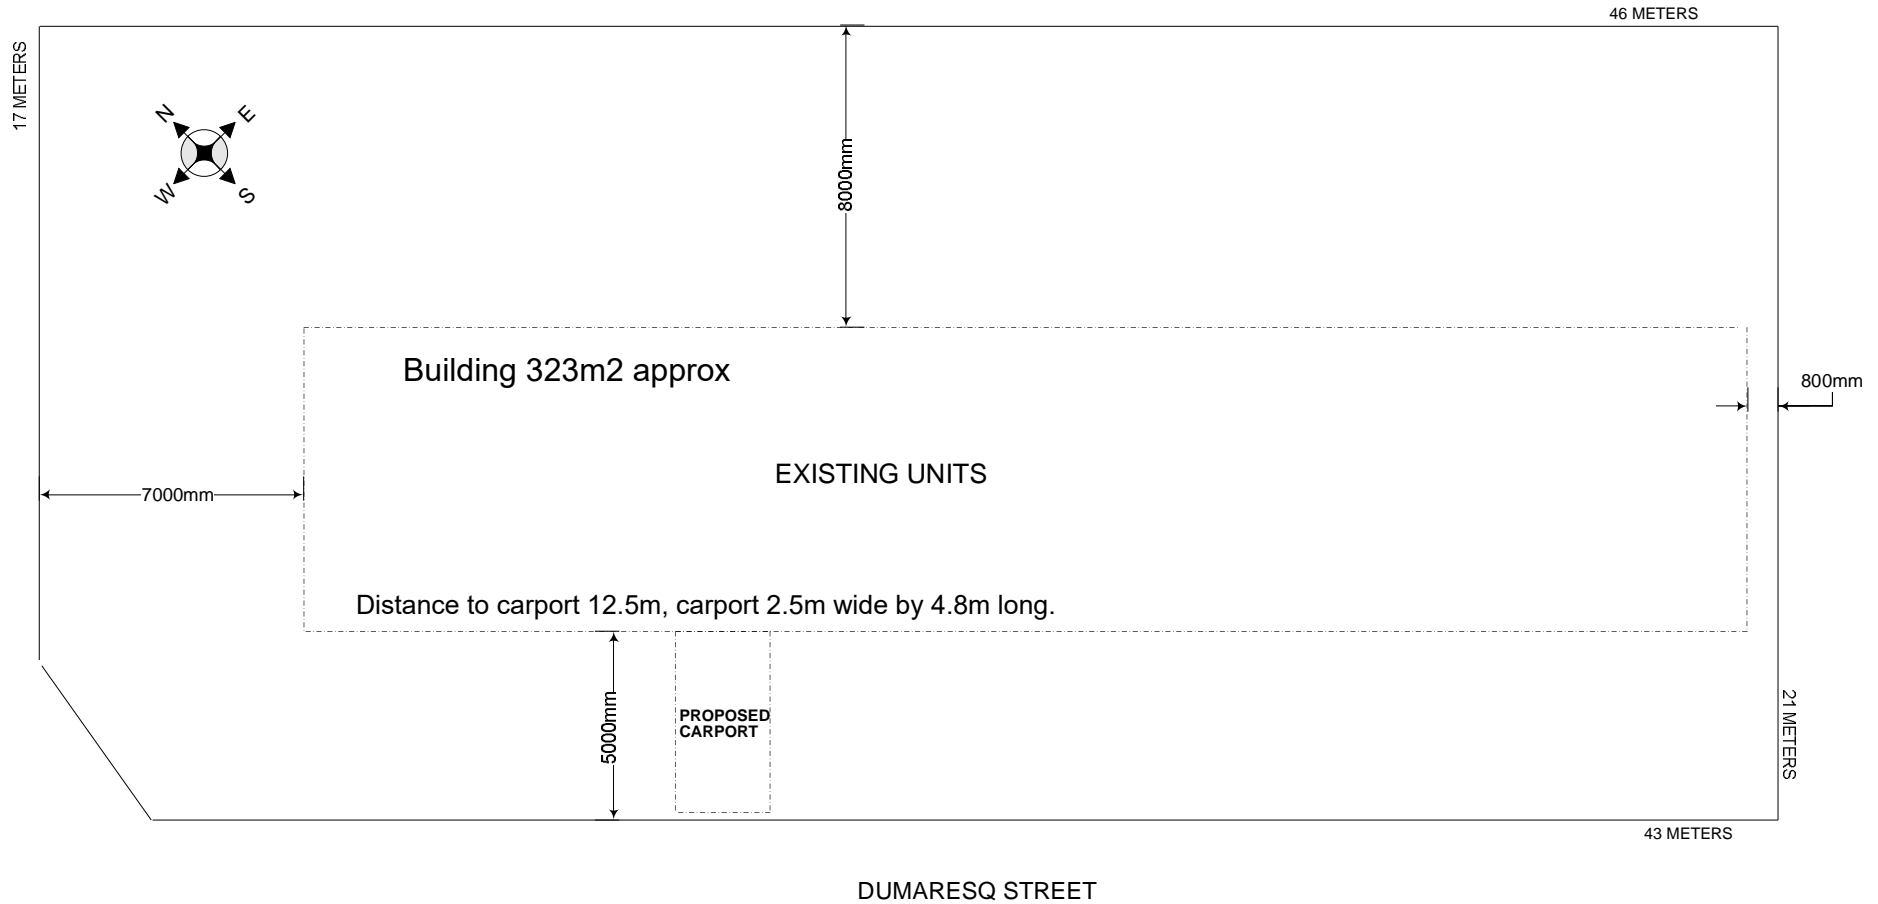 46 METERS
17 METERS
N
E
W
S
8000mm
Building 323m2 approx
800mm
EXISTING UNITS
7000mm
Distance to carport 12.5m, carport 2.5m wide by 4.8m long.
5000mm
PROPOSED
CARPORT
21 METERS
43 METERS
DUMARESQ STREET